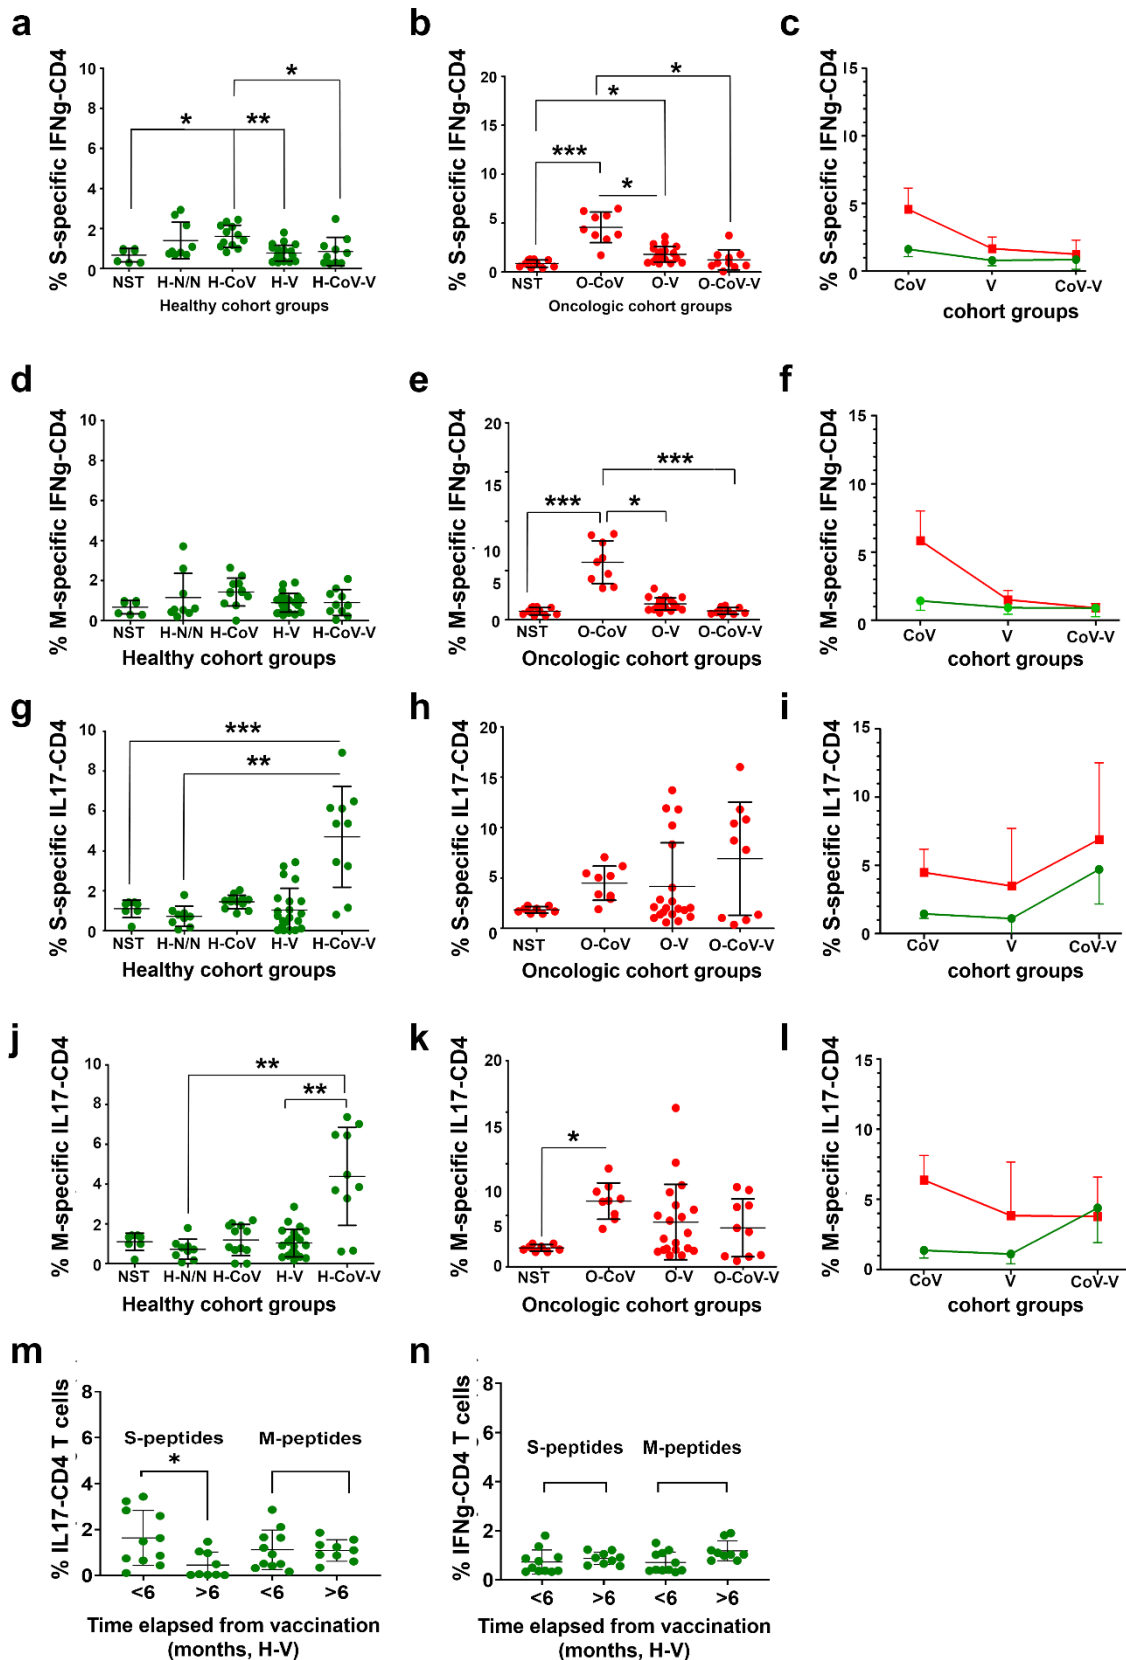 a
% S-specific IFNg-CD4
10
8
6
4
2
0
*
**
*
NST H-N/N H-CoV H-V H-CoV-V
Healthy cohort groups
b
% S-specific IFNg-CD4
20
15
10
5
0
*
*
***
*
NST O-CoV O-V O-CoV-V
Oncologic cohort groups
c
% S-specific IFNg-CD4
15
10
5
0
CoV V CoV-V
cohort groups
d
% M-specific IFNg-CD4
10
8
6
4
2
0
NST H-N/N H-CoV H-V H-CoV-V
Healthy cohort groups
e
% M-specific IFNg-CD4
20
15
10
5
0
***
***
*
NST O-CoV O-V O-CoV-V
Oncologic cohort groups
f
% M-specific IFNg-CD4
15
10
5
0
CoV V CoV-V
cohort groups
g
% S-specific IL17-CD4
10
8
6
4
2
0
***
**
NST H-N/N H-CoV H-V H-CoV-V
Healthy cohort groups
h
% S-specific IL17-CD4
20
15
10
5
0
NST O-CoV O-V O-CoV-V
Oncologic cohort groups
i
% S-specific IL17-CD4
15
10
5
0
CoV V CoV-V
cohort groups
j
% M-specific IL17-CD4
10
8
6
4
2
0
**
**
NST H-N/N H-CoV H-V H-CoV-V
Healthy cohort groups
k
% M-specific IL17-CD4
20
15
10
5
0
*
NST O-CoV O-V O-CoV-V
Oncologic cohort groups
l
% M-specific IL17-CD4
15
10
5
0
CoV V CoV-V
cohort groups
m
% IL17-CD4 T cells
8
6
4
2
0
S-peptides M-peptides
*
<6 >6 <6 >6
Time elapsed from vaccination
(months, H-V)
n
% IFNg-CD4 T cells
8
6
4
2
0
S-peptides M-peptides
<6 >6 <6 >6
Time elapsed from vaccination
(months, H-V)